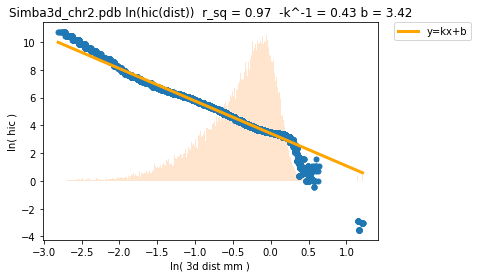 Simba3d_chr2.pdb ln(hic(dist))  r_sq = 0.97  -k^-1 = 0.43 b = 3.42
y=kx+b
10
8
6
4
2
0
−2
−4
ln( hic )
−3.0 −2.5 −2.0 −1.5 −1.0 −0.5 0.0 0.5 1.0
ln( 3d dist mm )